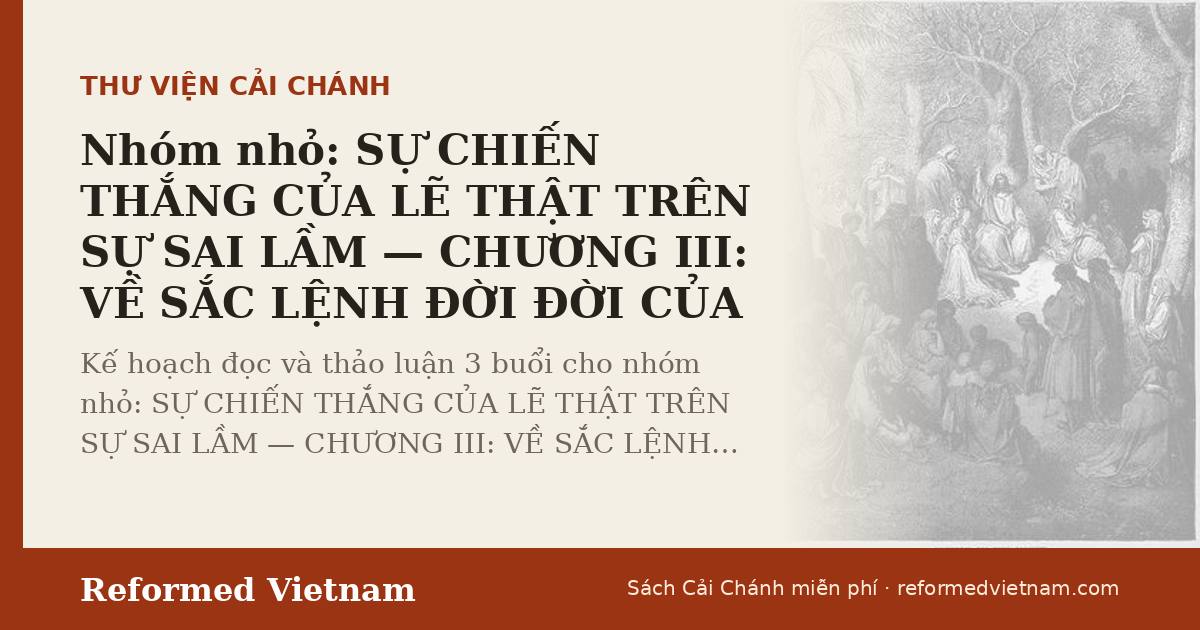 THƯ VIỆN CẢI CHÁNH
Nhóm nhỏ: SỰ CHIẾN
THẮNG CỦA LẼ THẬT TRÊN
SỰ SAI LẦM — CHƯƠNG III:
VỀ SẮC LỆNH ĐỜI ĐỜI CỦA
Kế hoạch đọc và thảo luận 3 buổi cho nhóm
nhỏ: SỰ CHIẾN THẮNG CỦA LẼ THẬT TRÊN
SỰ SAI LẦM — CHƯƠNG III: VỀ SẮC LỆNH...
Reformed Vietnam
Sách Cải Chánh miễn phí · reformedvietnam.com